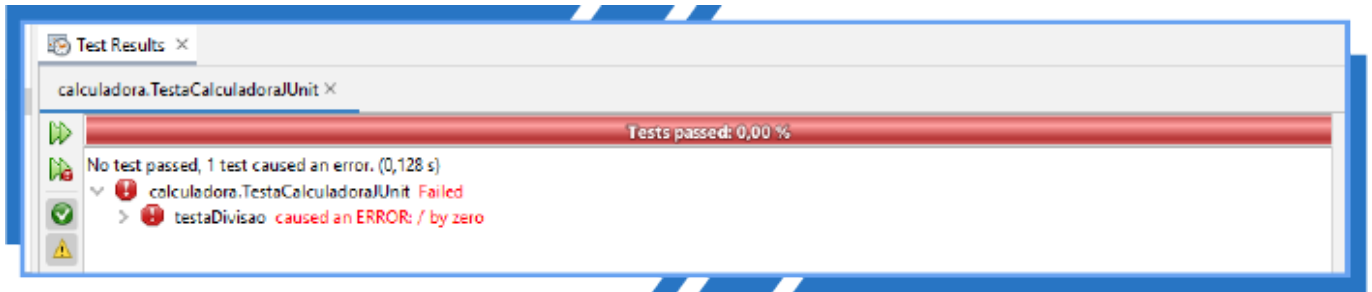 Test Results
calculadora.TestaCalculadoraJUnit
Tests passed: 0,00 %
No test passed, 1 test caused an error. (0,128 s)
calculadora.TestaCalculadoraJUnit Failed
testaDivisao caused an ERROR: / by zero